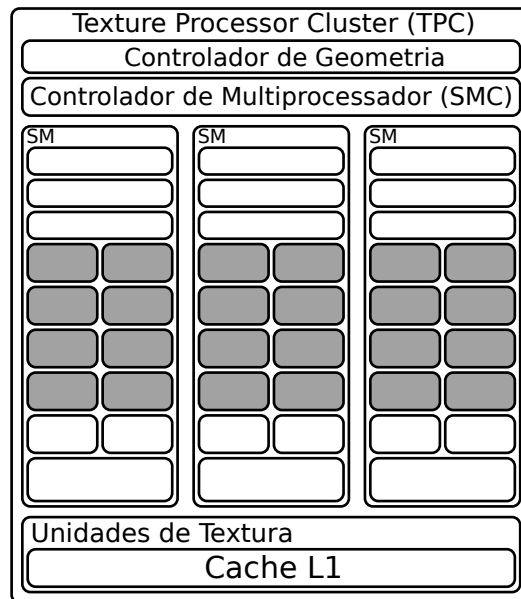 Texture Processor Cluster (TPC)
Controlador de Geometria
Controlador de Multiprocessador (SMC)
SM SM SM
Unidades de Textura
Cache L1